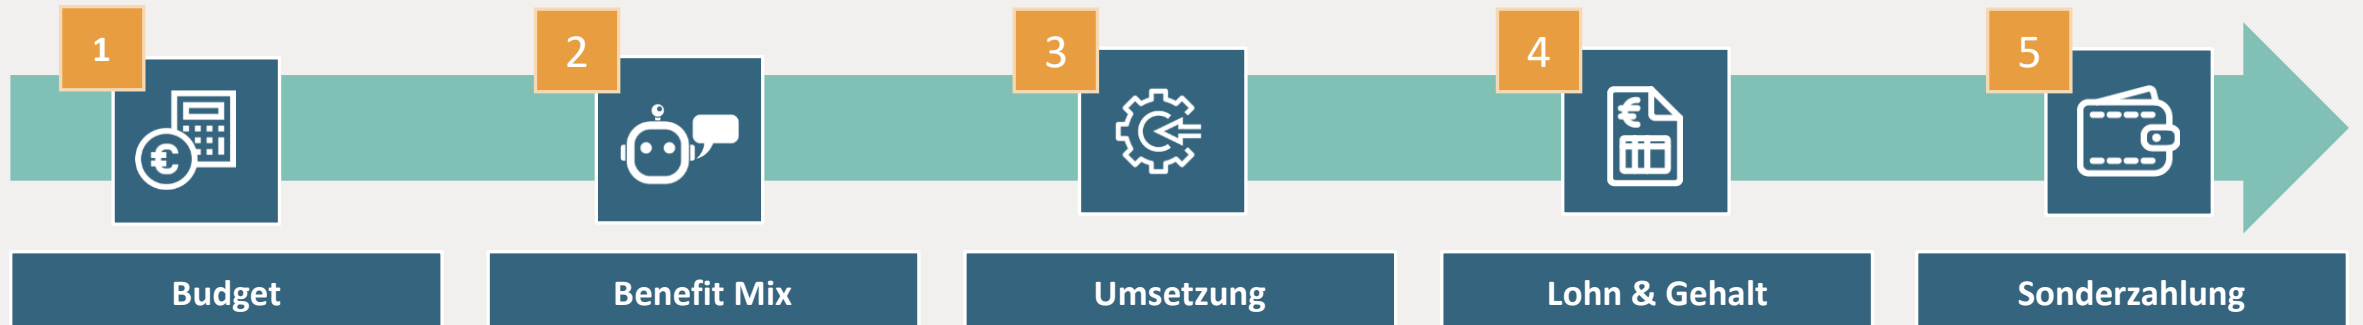 1
2
3
4
5
€
€
Budget
Benefit Mix
Umsetzung
Lohn & Gehalt
Sonderzahlung